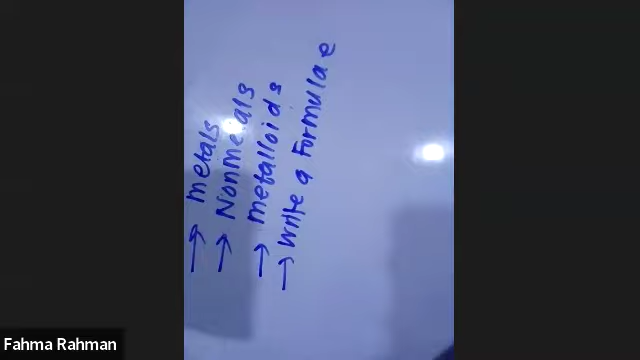 → metals
→ Nonmetals
→ metalloids
→ write a Formulae
Fahma Rahman